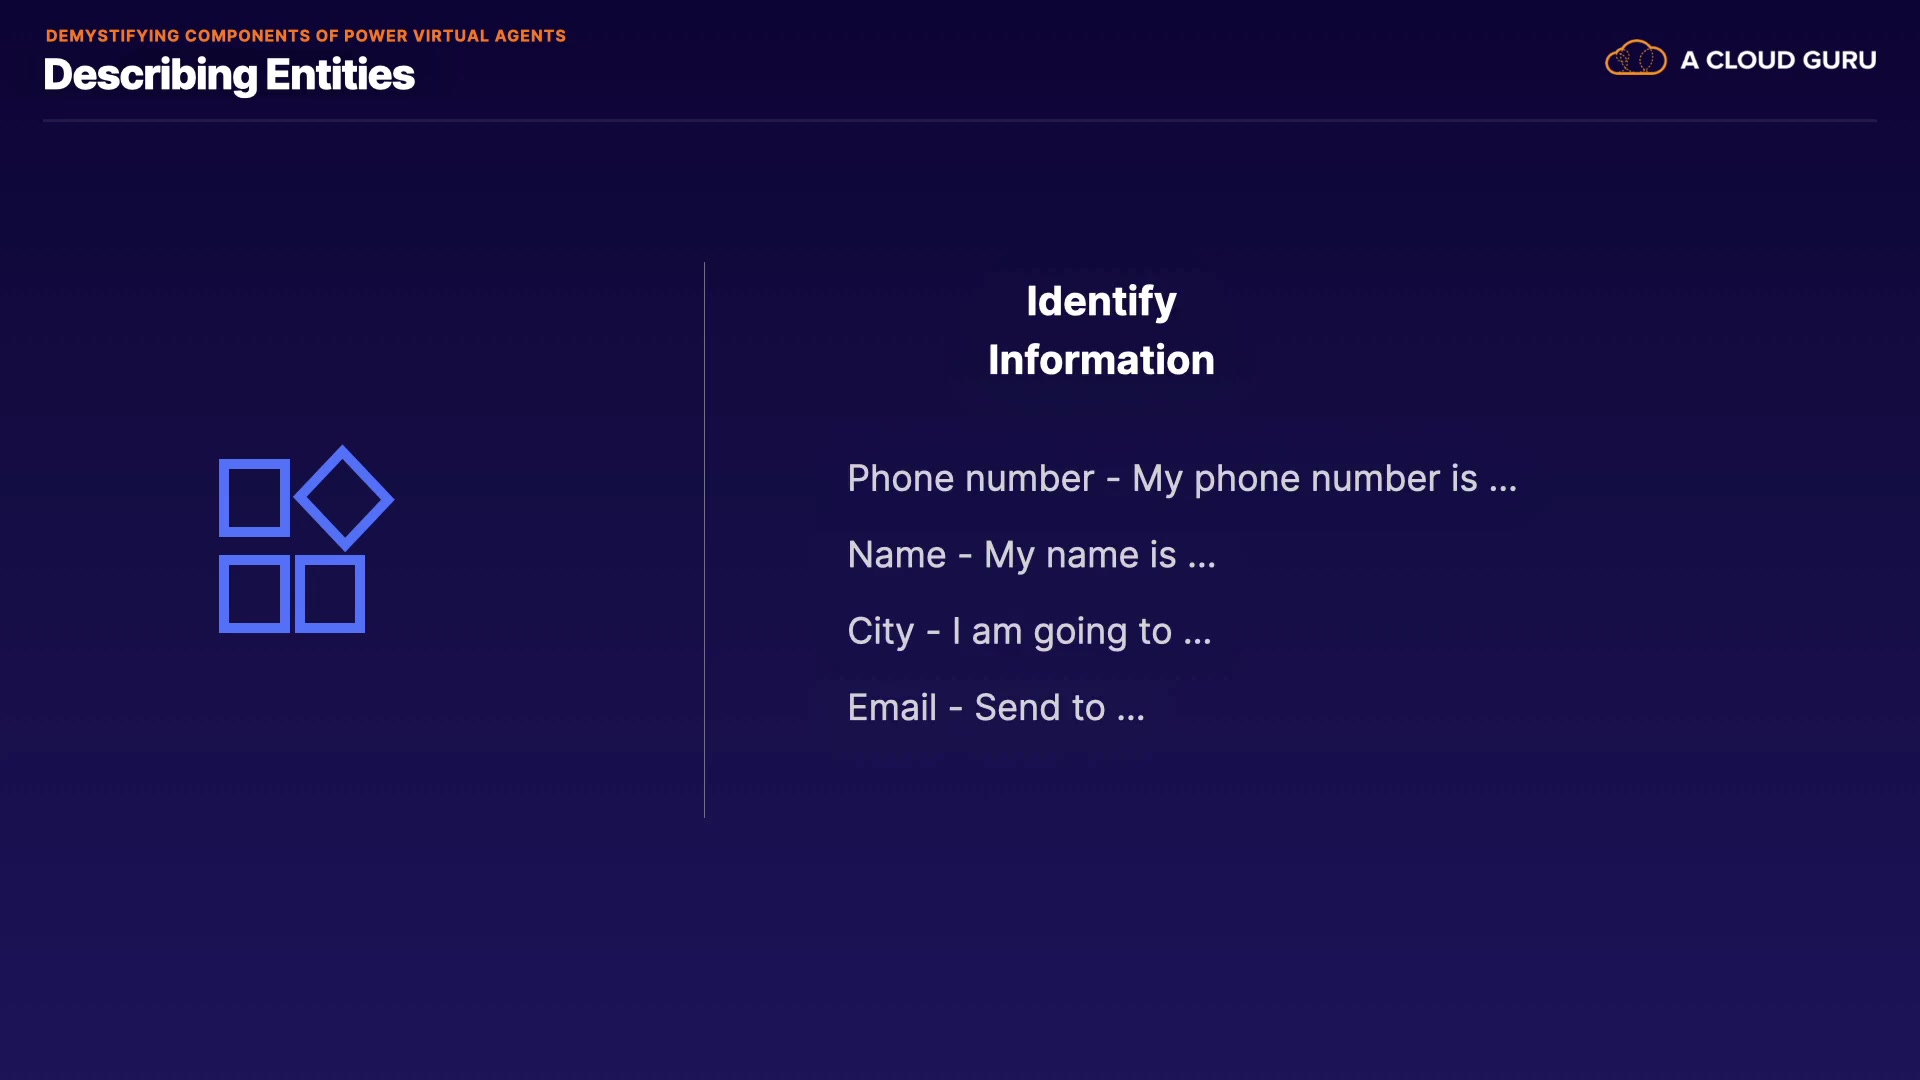 DEMYSTIFYING COMPONENTS OF POWER VIRTUAL AGENTS
Describing Entities
A CLOUD GURU
Identify
Information
Phone number - My phone number is ...
Name - My name is ...
City - I am going to ...
Email - Send to ...